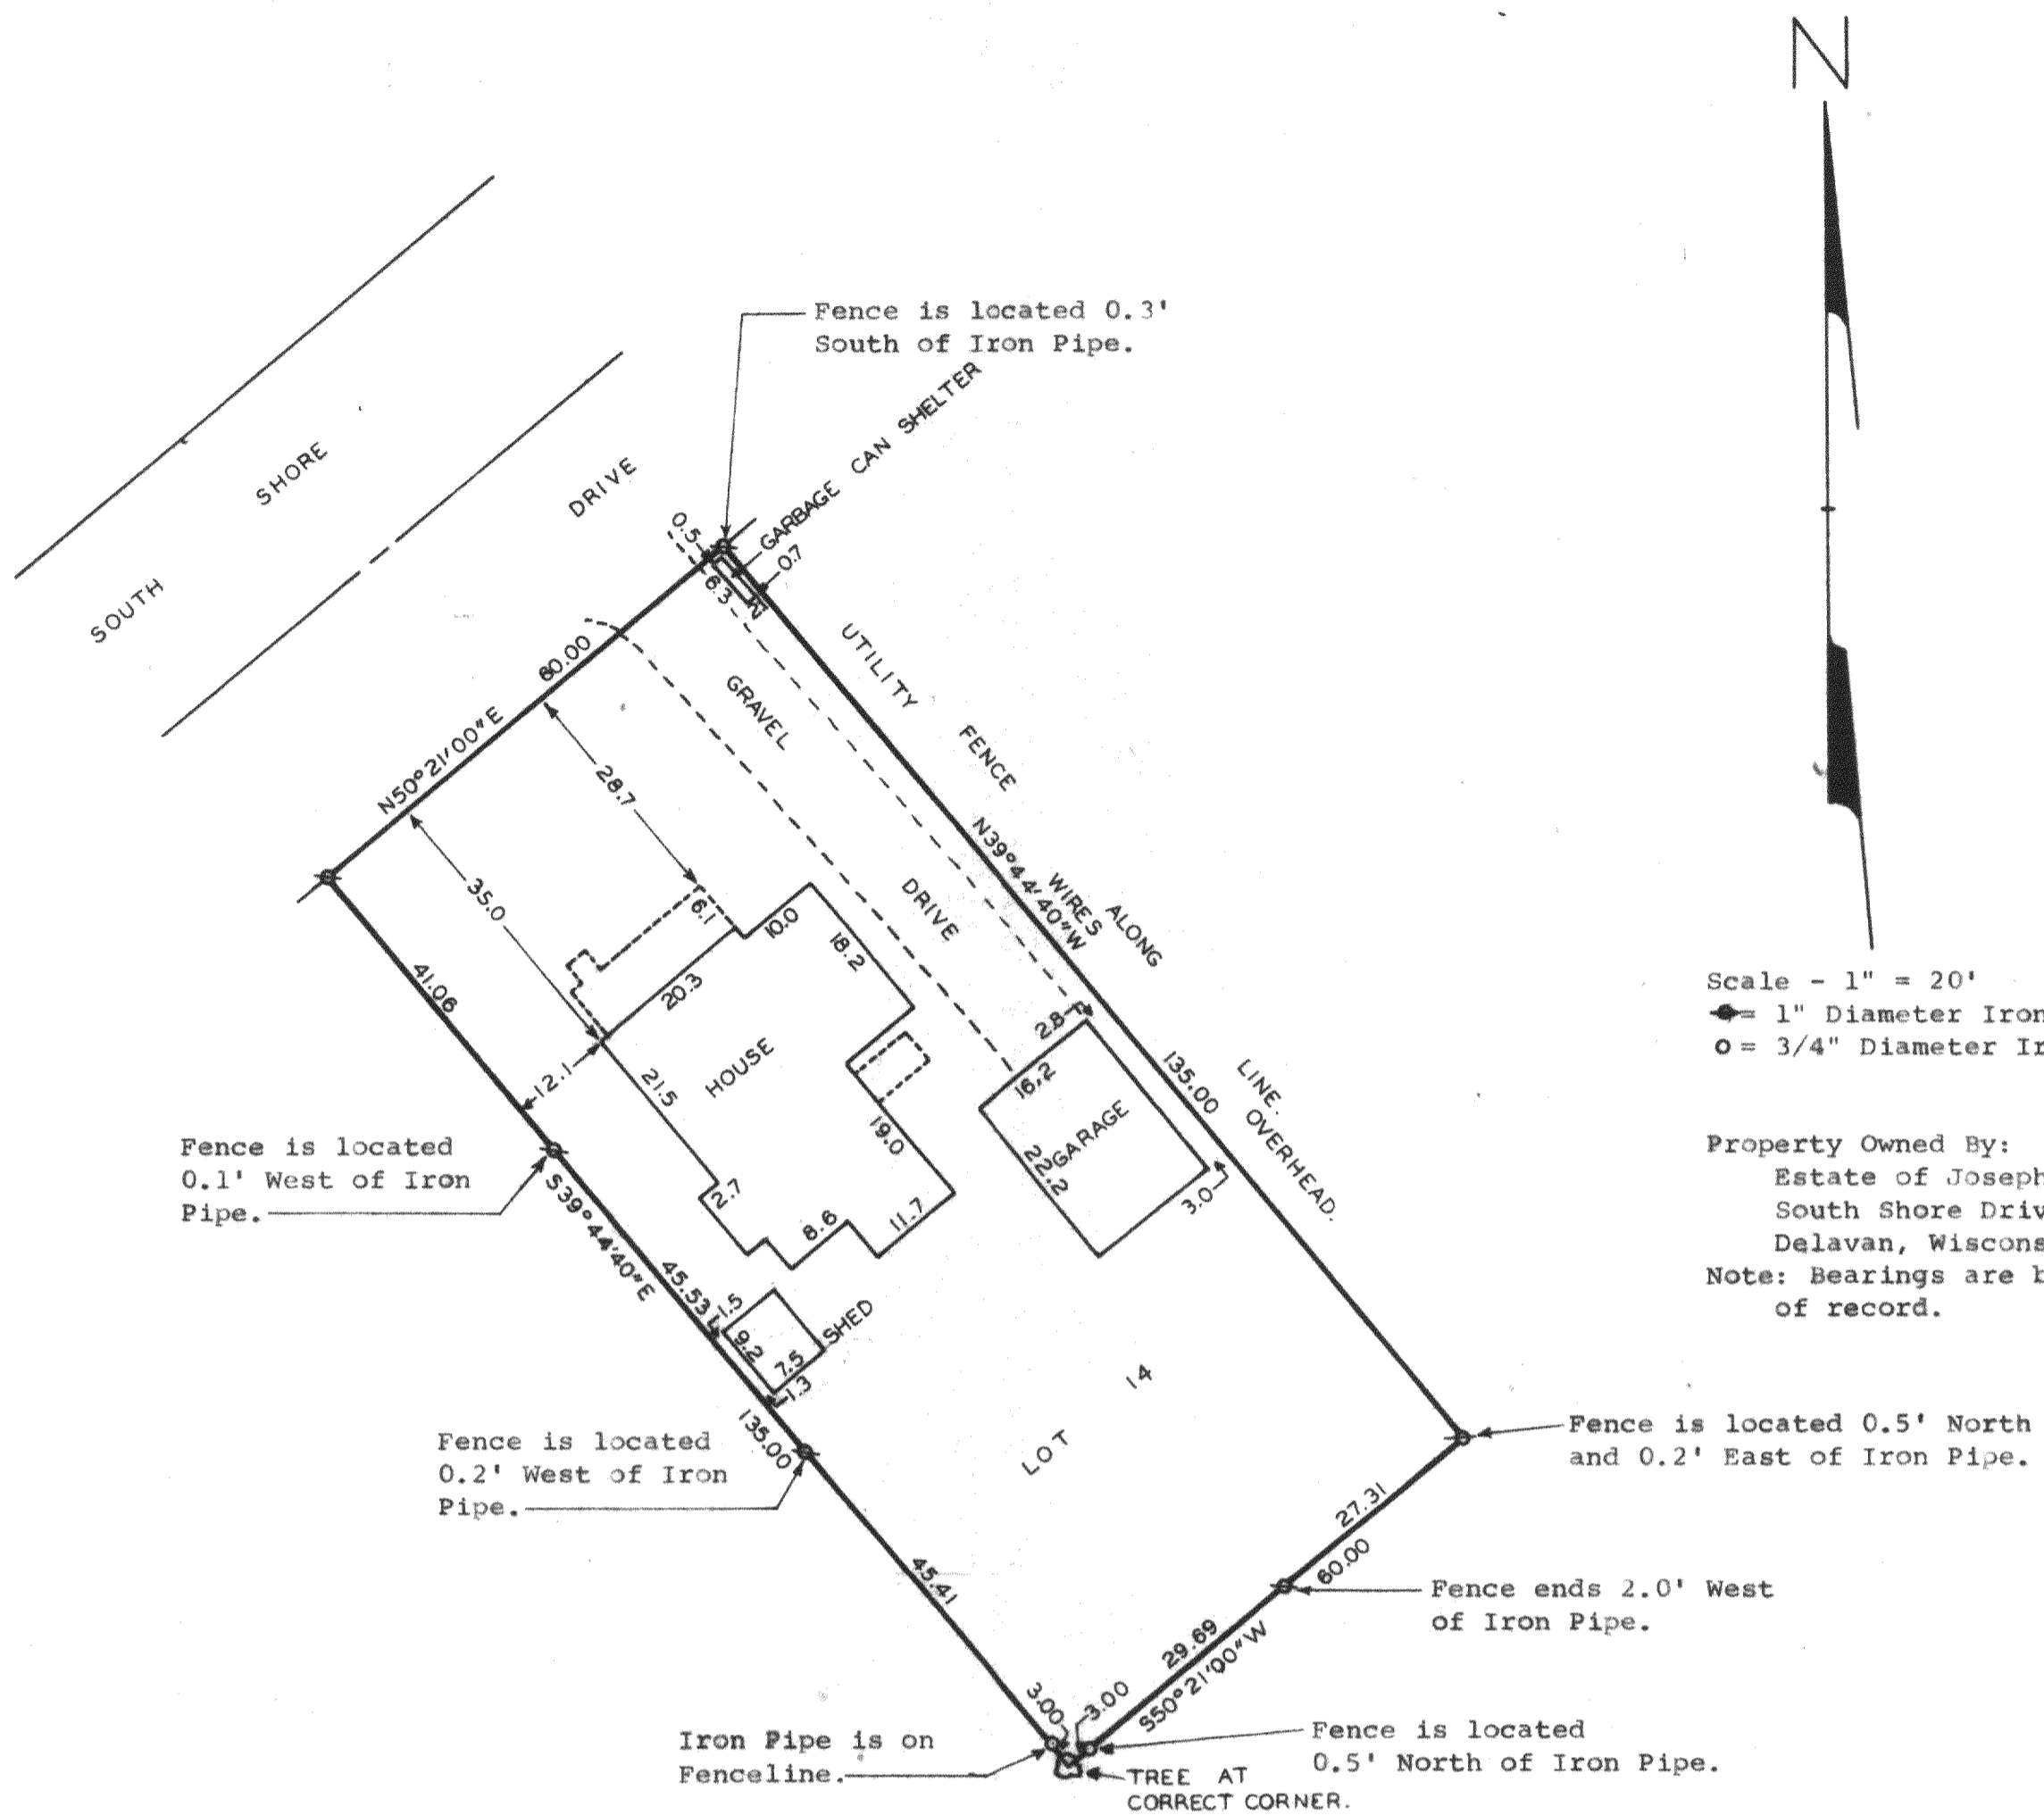 N
Fence is located 0.3'
South of Iron Pipe.
GARBAGE CAN SHELTER
SOUTH SHORE DRIVE
0.5
0.7
6.3
60.00
N50°21'00"E
UTILITY FENCE
GRAVEL DRIVE
N39°44'40"W
WIRES ALONG
LINE. OVERHEAD.
135.00
28.7
35.0
6.1
10.0
18.2
20.3
41.06
12.1
21.5
HOUSE
19.0
2.7
8.6
11.7
2.8
16.2
GARAGE
22.2
3.0
Scale - 1" = 20'
= 1" Diameter Iron
= 3/4" Diameter Ir
Property Owned By:
Estate of Joseph
South Shore Driv
Delavan, Wiscons
Note: Bearings are b
of record.
Fence is located
0.1' West of Iron
Pipe.
S39°44'40"E
45.53
1.5
9.2
7.5
SHED
1.3
135.00
LOT 14
Fence is located
0.2' West of Iron
Pipe.
Fence is located 0.5' North
and 0.2' East of Iron Pipe.
27.31
60.00
Fence ends 2.0' West
of Iron Pipe.
45.41
29.69
S50°21'00"W
3.00
3.00
Iron Pipe is on
Fenceline.
Fence is located
0.5' North of Iron Pipe.
TREE AT
CORRECT CORNER.